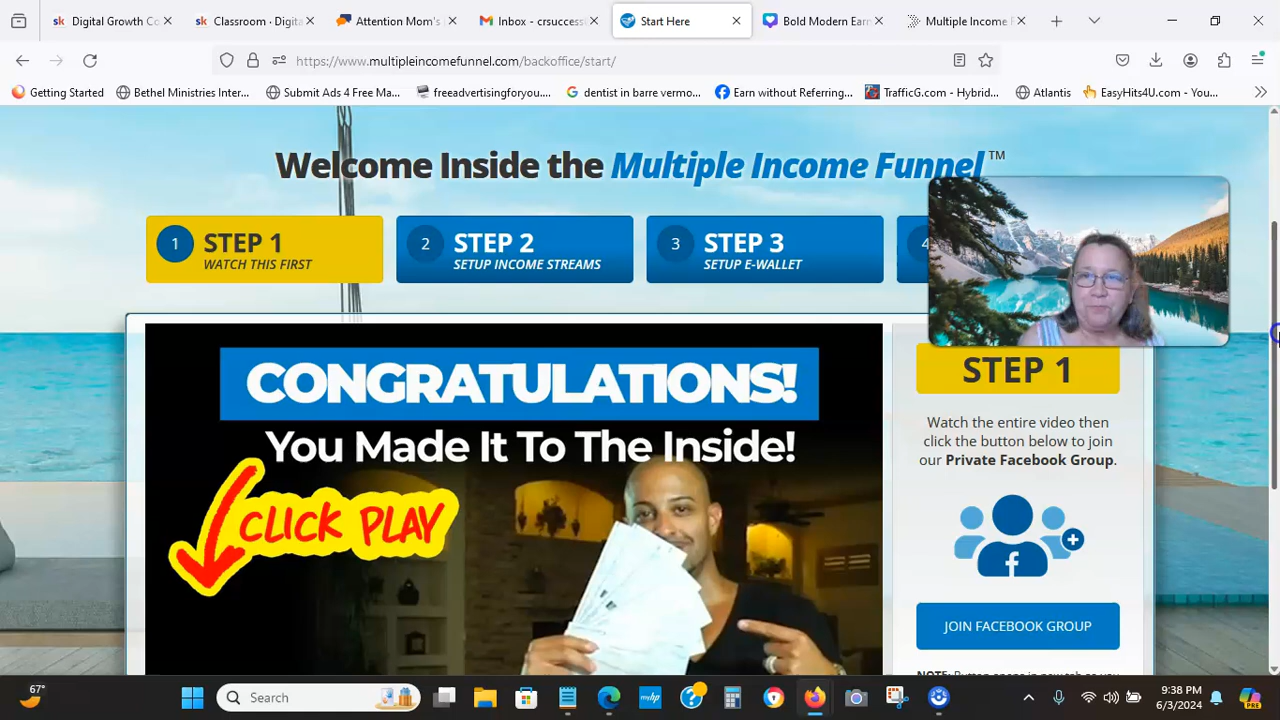 Digital Growth Co
Classroom - Digita
Attention Mom's
Inbox - crsuccess
Start Here
Bold Modern Earn
Multiple Income F
https://www.multipleincomefunnel.com/backoffice/start/
Getting Started
Bethel Ministries Inter...
Submit Ads 4 Free Ma...
freeadvertisingforyou....
dentist in barre vermo...
Earn without Referring...
TrafficG.com - Hybrid...
Atlantis
EasyHits4U.com - You...
Welcome Inside the Multiple Income Funnel™
1 STEP 1
WATCH THIS FIRST
2 STEP 2
SETUP INCOME STREAMS
3 STEP 3
SETUP E-WALLET
4
CONGRATULATIONS!
You Made It To The Inside!
CLICK PLAY
STEP 1
Watch the entire video then
click the button below to join
our Private Facebook Group.
JOIN FACEBOOK GROUP
67°
Search
9:38 PM
6/3/2024